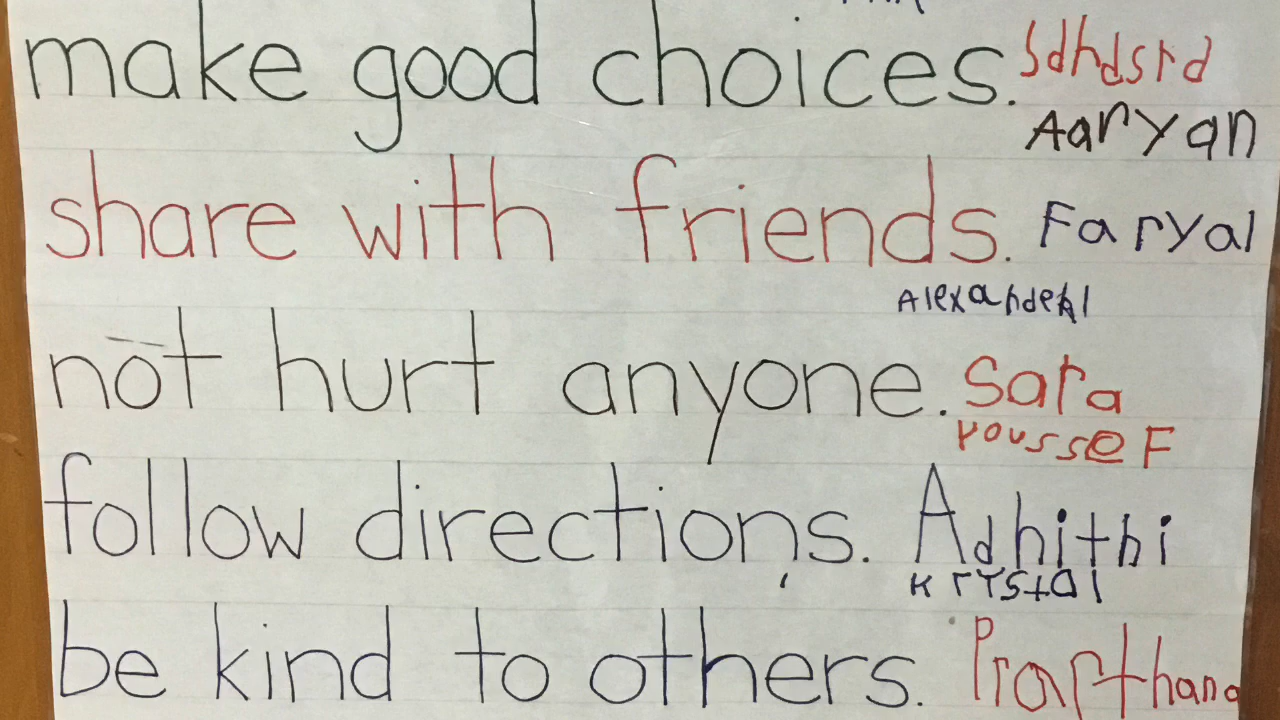 make good choices. Sdhdsrd
Aaryan
share with friends. Faryal
Alexander
not hurt anyone. Sara
Youssef
follow directions. Adhithi
Krystal
be kind to others. Prarthana